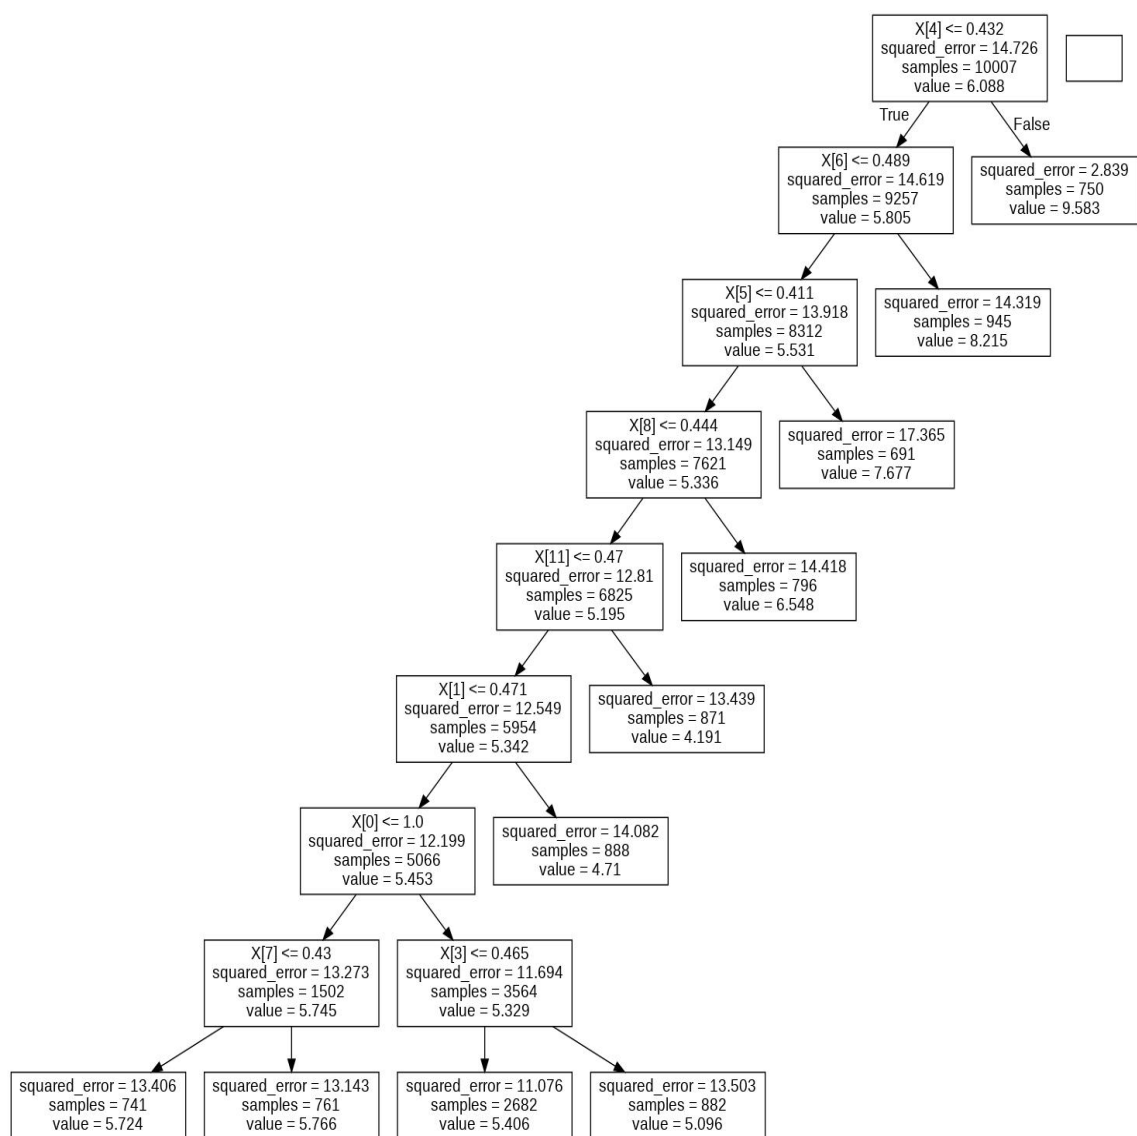 X[4] <= 0.432
squared_error = 14.726
samples = 10007
value = 6.088
True
False
X[6] <= 0.489
squared_error = 14.619
samples = 9257
value = 5.805
squared_error = 2.839
samples = 750
value = 9.583
X[5] <= 0.411
squared_error = 13.918
samples = 8312
value = 5.531
squared_error = 14.319
samples = 945
value = 8.215
X[8] <= 0.444
squared_error = 13.149
samples = 7621
value = 5.336
squared_error = 17.365
samples = 691
value = 7.677
X[11] <= 0.47
squared_error = 12.81
samples = 6825
value = 5.195
squared_error = 14.418
samples = 796
value = 6.548
X[1] <= 0.471
squared_error = 12.549
samples = 5954
value = 5.342
squared_error = 13.439
samples = 871
value = 4.191
X[0] <= 1.0
squared_error = 12.199
samples = 5066
value = 5.453
squared_error = 14.082
samples = 888
value = 4.71
X[7] <= 0.43
squared_error = 13.273
samples = 1502
value = 5.745
X[3] <= 0.465
squared_error = 11.694
samples = 3564
value = 5.329
squared_error = 13.406
samples = 741
value = 5.724
squared_error = 13.143
samples = 761
value = 5.766
squared_error = 11.076
samples = 2682
value = 5.406
squared_error = 13.503
samples = 882
value = 5.096